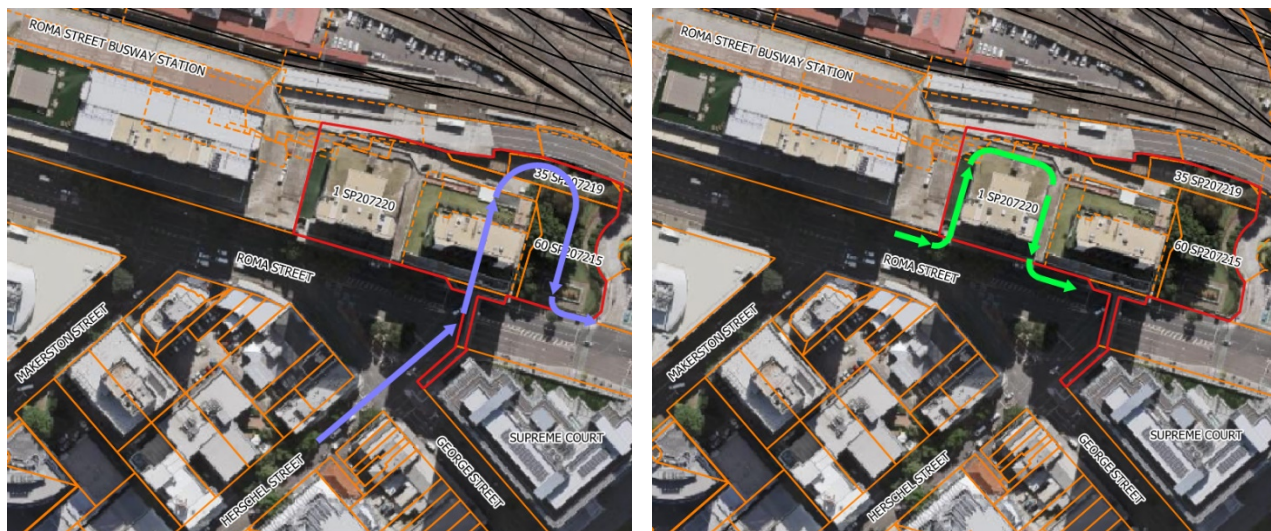 ROMA STREET BUSWAY STATION
35 SP207219
1 SP207220
60 SP207215
ROMA STREET
MAKERSTON STREET
SUPREME COURT
GEORGE STREET
HERSCHEL STREET
ROMA STREET BUSWAY STATION
35 SP207219
1 SP207220
60 SP207215
ROMA STREET
MAKERSTON STREET
SUPREME COURT
GEORGE STREET
HERSCHEL STREET